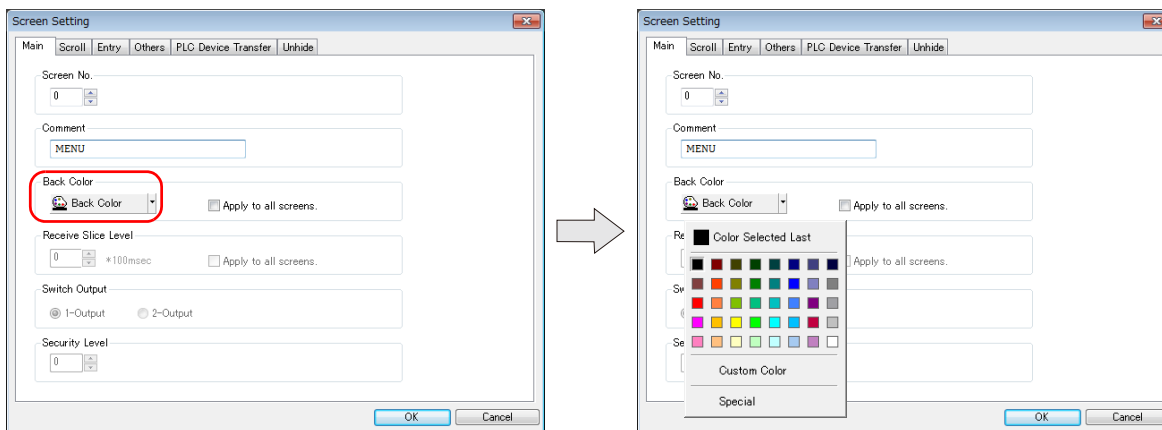 Screen Setting
Main Scroll Entry Others PLC Device Transfer Unhide
Screen No.
0
Comment
MENU
Back Color
Back Color Apply to all screens.
Receive Slice Level
0 *100msec Apply to all screens.
Switch Output
1-Output 2-Output
Security Level
0
OK Cancel
Screen Setting
Main Scroll Entry Others PLC Device Transfer Unhide
Screen No.
0
Comment
MENU
Back Color
Back Color Apply to all screens.
Re
Color Selected Last
Apply to all screens.
Sw
Se
Custom Color
Special
OK Cancel